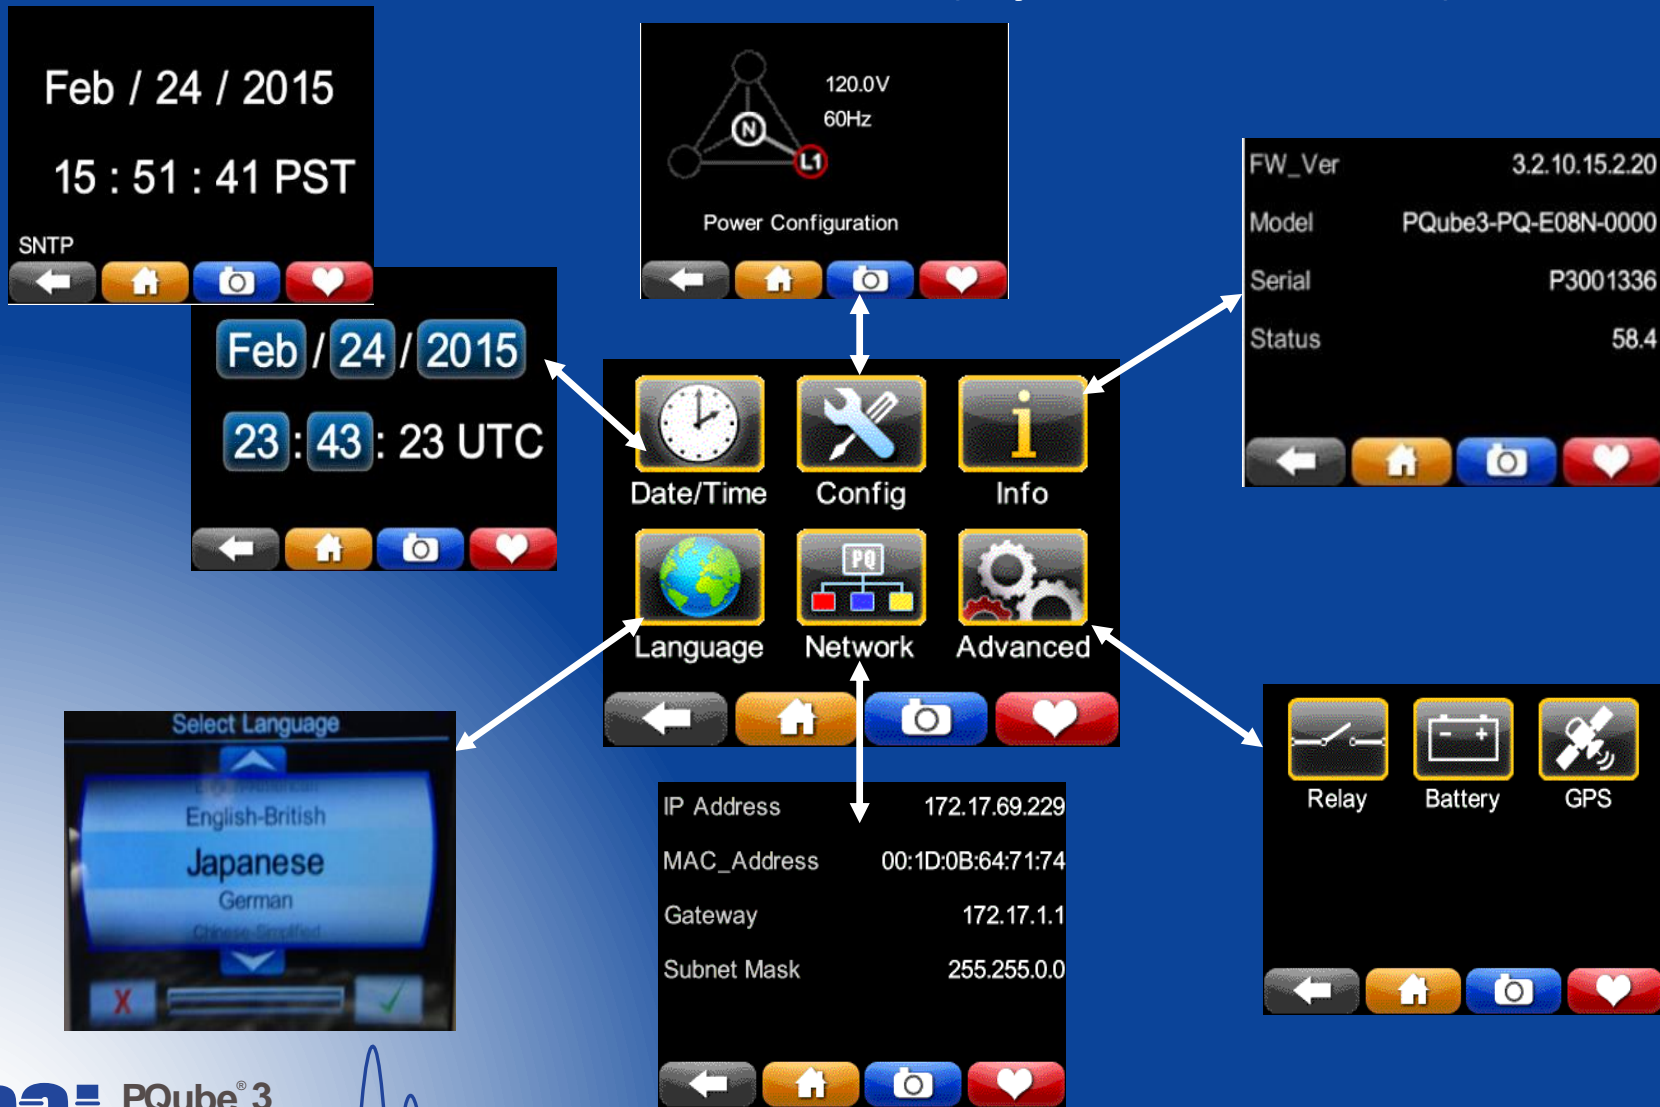 Feb / 24 / 2015
15 : 51 : 41 PST
SNTP
Feb / 24 / 2015
23 : 43 : 23 UTC
120.0V
60Hz
N
L1
Power Configuration
FW_Ver 3.2.10.15.2.20
Model PQube3-PQ-E08N-0000
Serial P3001336
Status 58.4
i
Date/Time Config Info
PQ
Language Network Advanced
Select Language
English-British
Japanese
German
Chinese-Simplified
X
IP Address 172.17.69.229
MAC_Address 00:1D:0B:64:71:74
Gateway 172.17.1.1
Subnet Mask 255.255.0.0
- +
Relay Battery GPS
PQube® 3